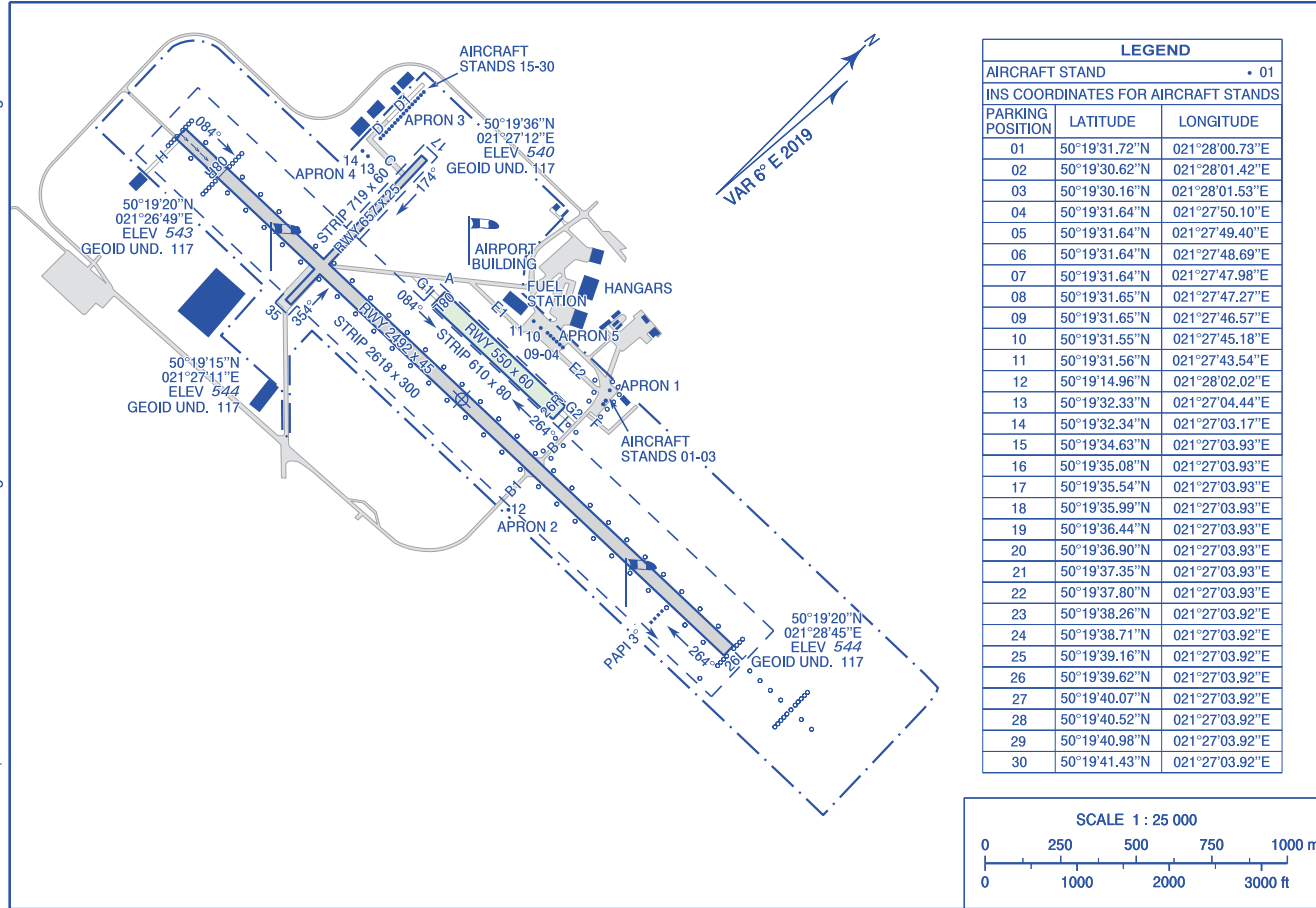 AIRCRAFT
STANDS 15-30
N
VAR 6° E 2019
D1
D
APRON 3
50°19’36”N
021°27’12”E
ELEV 540
GEOID UND. 117
084°
H
14
13
C
APRON 4
17
174°
STRIP 719 x 60
RWY 657 x 25
50°19’20”N
021°26’49”E
ELEV 543
GEOID UND. 117
AIRPORT
BUILDING
A
G1
FUEL
STATION
HANGARS
084°
E1
11
10
APRON 5
09-04
35
354°
RWY 2492 x 45
STRIP 2618 x 300
RWY 550 x 60
STRIP 610 x 80
E2
APRON 1
26R
G2
264°
50°19’15”N
021°27’11”E
ELEV 544
GEOID UND. 117
B
AIRCRAFT
STANDS 01-03
B1
12
APRON 2
PAPI 3°
264°
26L
50°19’20”N
021°28’45”E
ELEV 544
GEOID UND. 117
LEGEND
AIRCRAFT STAND • 01
INS COORDINATES FOR AIRCRAFT STANDS
PARKING
POSITION LATITUDE LONGITUDE
01 50°19’31.72”N 021°28’00.73”E
02 50°19’30.62”N 021°28’01.42”E
03 50°19’30.16”N 021°28’01.53”E
04 50°19’31.64”N 021°27’50.10”E
05 50°19’31.64”N 021°27’49.40”E
06 50°19’31.64”N 021°27’48.69”E
07 50°19’31.64”N 021°27’47.98”E
08 50°19’31.65”N 021°27’47.27”E
09 50°19’31.65”N 021°27’46.57”E
10 50°19’31.55”N 021°27’45.18”E
11 50°19’31.56”N 021°27’43.54”E
12 50°19’14.96”N 021°28’02.02”E
13 50°19’32.33”N 021°27’04.44”E
14 50°19’32.34”N 021°27’03.17”E
15 50°19’34.63”N 021°27’03.93”E
16 50°19’35.08”N 021°27’03.93”E
17 50°19’35.54”N 021°27’03.93”E
18 50°19’35.99”N 021°27’03.93”E
19 50°19’36.44”N 021°27’03.93”E
20 50°19’36.90”N 021°27’03.93”E
21 50°19’37.35”N 021°27’03.93”E
22 50°19’37.80”N 021°27’03.93”E
23 50°19’38.26”N 021°27’03.92”E
24 50°19’38.71”N 021°27’03.92”E
25 50°19’39.16”N 021°27’03.92”E
26 50°19’39.62”N 021°27’03.92”E
27 50°19’40.07”N 021°27’03.92”E
28 50°19’40.52”N 021°27’03.92”E
29 50°19’40.98”N 021°27’03.92”E
30 50°19’41.43”N 021°27’03.92”E
SCALE 1 : 25 000
0 250 500 750 1000 m
0 1000 2000 3000 ft